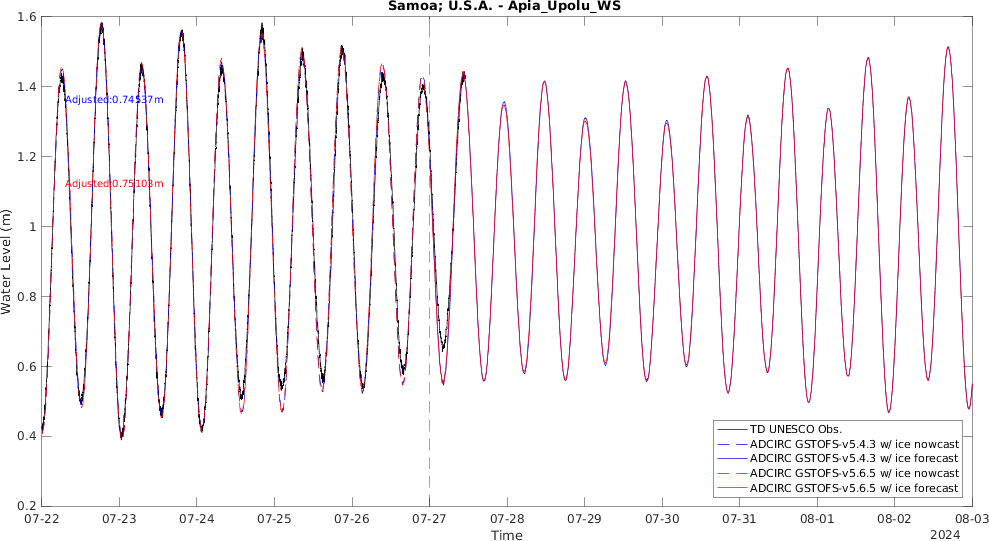 Samoa; U.S.A. - Apia_Upolu_WS
1.6
1.4
1.2
1
0.8
0.6
0.4
0.2
Water Level (m)
Adjusted:0.74537m
Adjusted:0.75103m
TD UNESCO Obs.
ADCIRC GSTOFS-v5.4.3 w/ ice nowcast
ADCIRC GSTOFS-v5.4.3 w/ ice forecast
ADCIRC GSTOFS-v5.6.5 w/ ice nowcast
ADCIRC GSTOFS-v5.6.5 w/ ice forecast
07-22 07-23 07-24 07-25 07-26 07-27 07-28 07-29 07-30 07-31 08-01 08-02 08-03
Time
2024